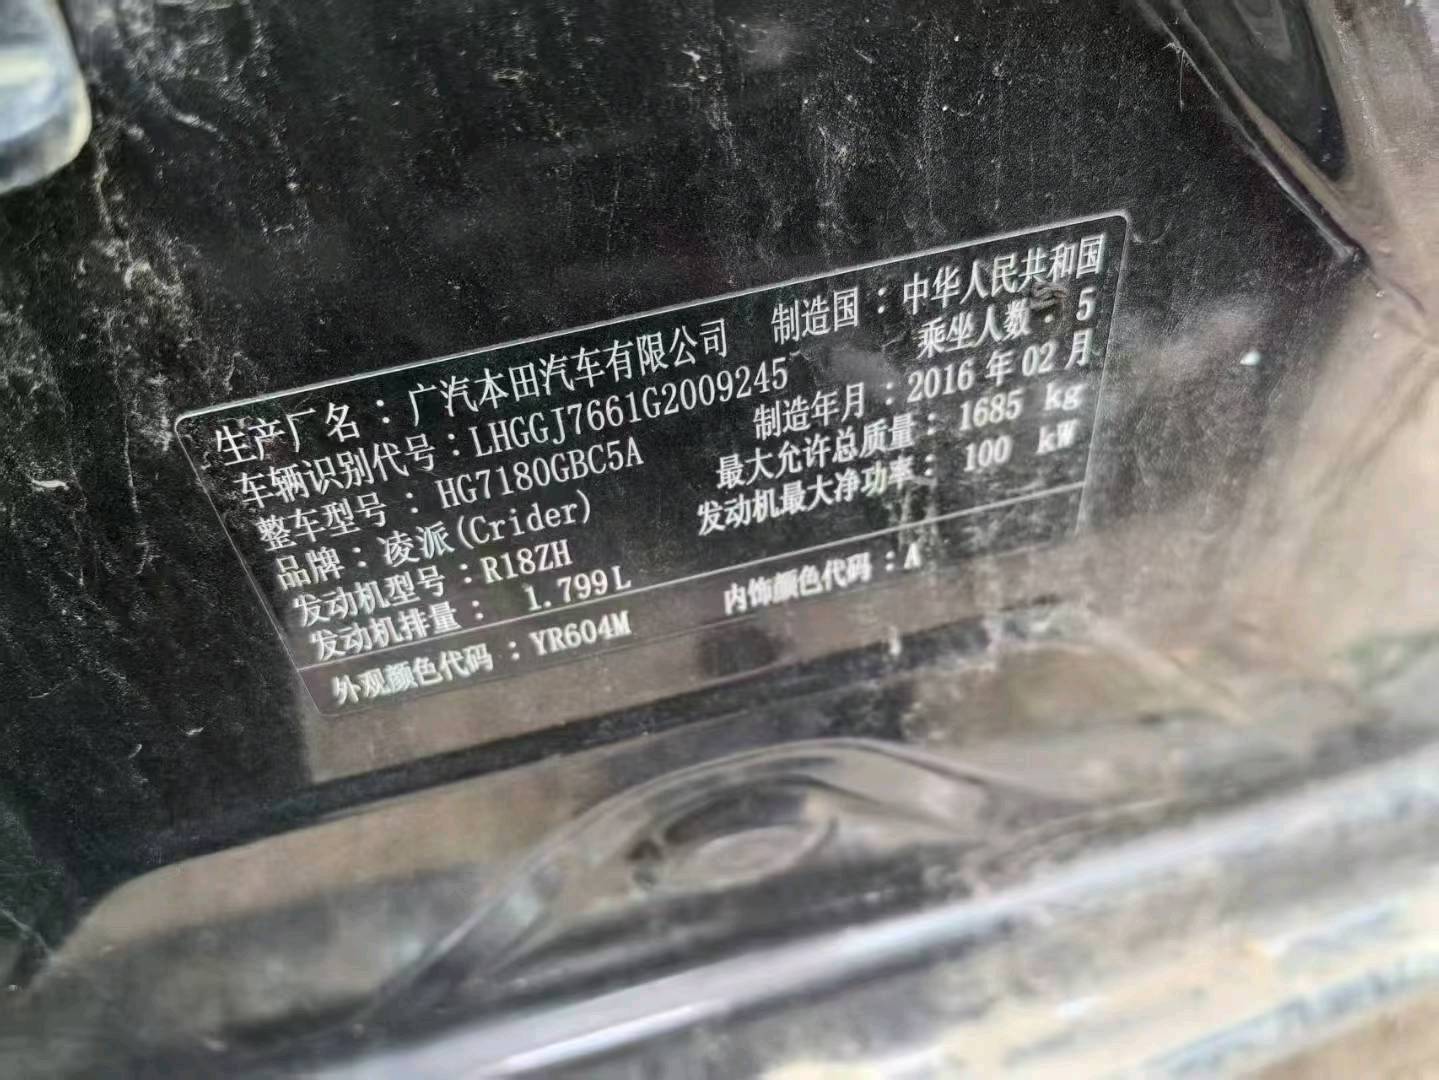 生产厂名：广汽本田汽车有限公司 制造国：中华人民共和国
车辆识别代号：LHGGJ7661G2009245 乘坐人数：5
整车型号：HG7180GBC5A 制造年月：2016年02月
品牌：凌派(Crider) 最大允许总质量：1685 kg
发动机型号：R18ZH 发动机最大净功率：100 kW
发动机排量：1.799L
外观颜色代码：YR604M 内饰颜色代码：A